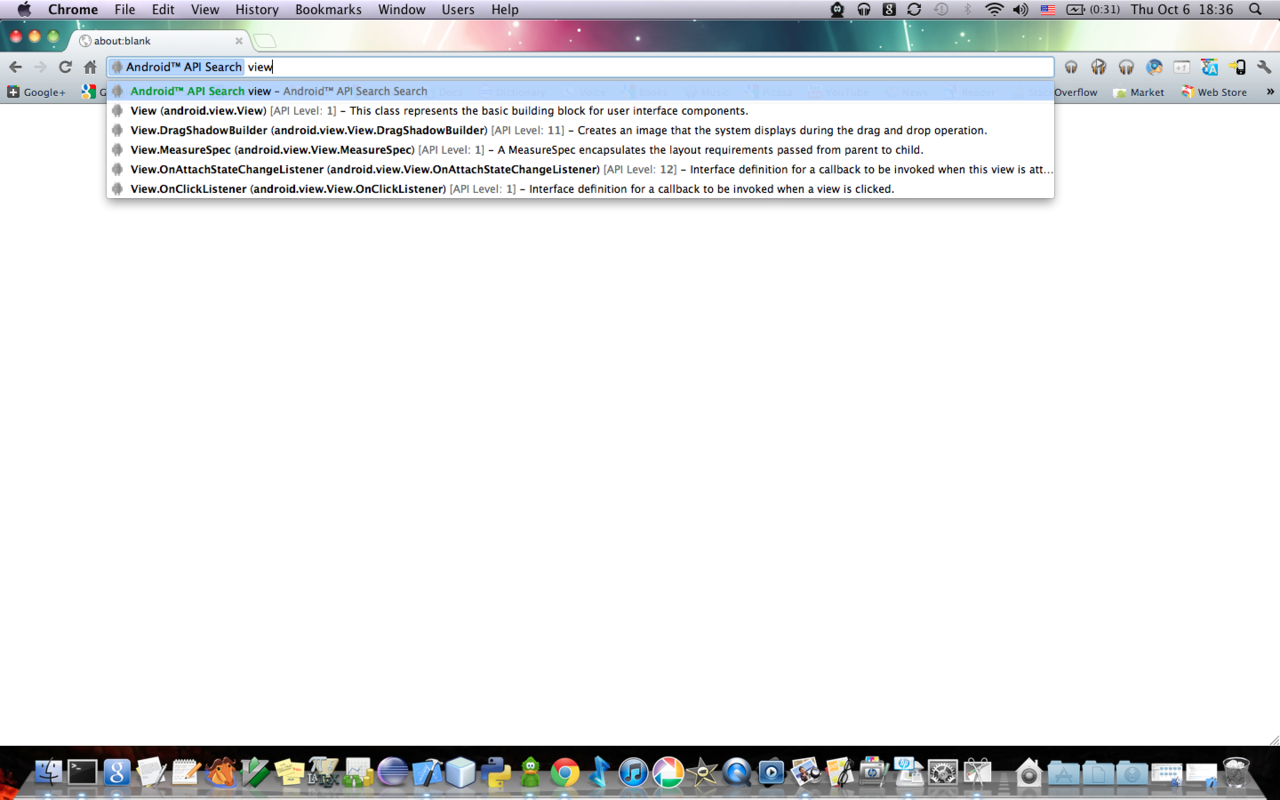 Chrome File Edit View History Bookmarks Window Users Help (0:31) Thu Oct 6 18:36
about:blank
Android™ API Search view
Google+ Overflow Market Web Store »
Android™ API Search view – Android™ API Search Search
View (android.view.View) [API Level: 1] – This class represents the basic building block for user interface components.
View.DragShadowBuilder (android.view.View.DragShadowBuilder) [API Level: 11] – Creates an image that the system displays during the drag and drop operation.
View.MeasureSpec (android.view.View.MeasureSpec) [API Level: 1] – A MeasureSpec encapsulates the layout requirements passed from parent to child.
View.OnAttachStateChangeListener (android.view.View.OnAttachStateChangeListener) [API Level: 12] – Interface definition for a callback to be invoked when this view is att...
View.OnClickListener (android.view.View.OnClickListener) [API Level: 1] – Interface definition for a callback to be invoked when a view is clicked.